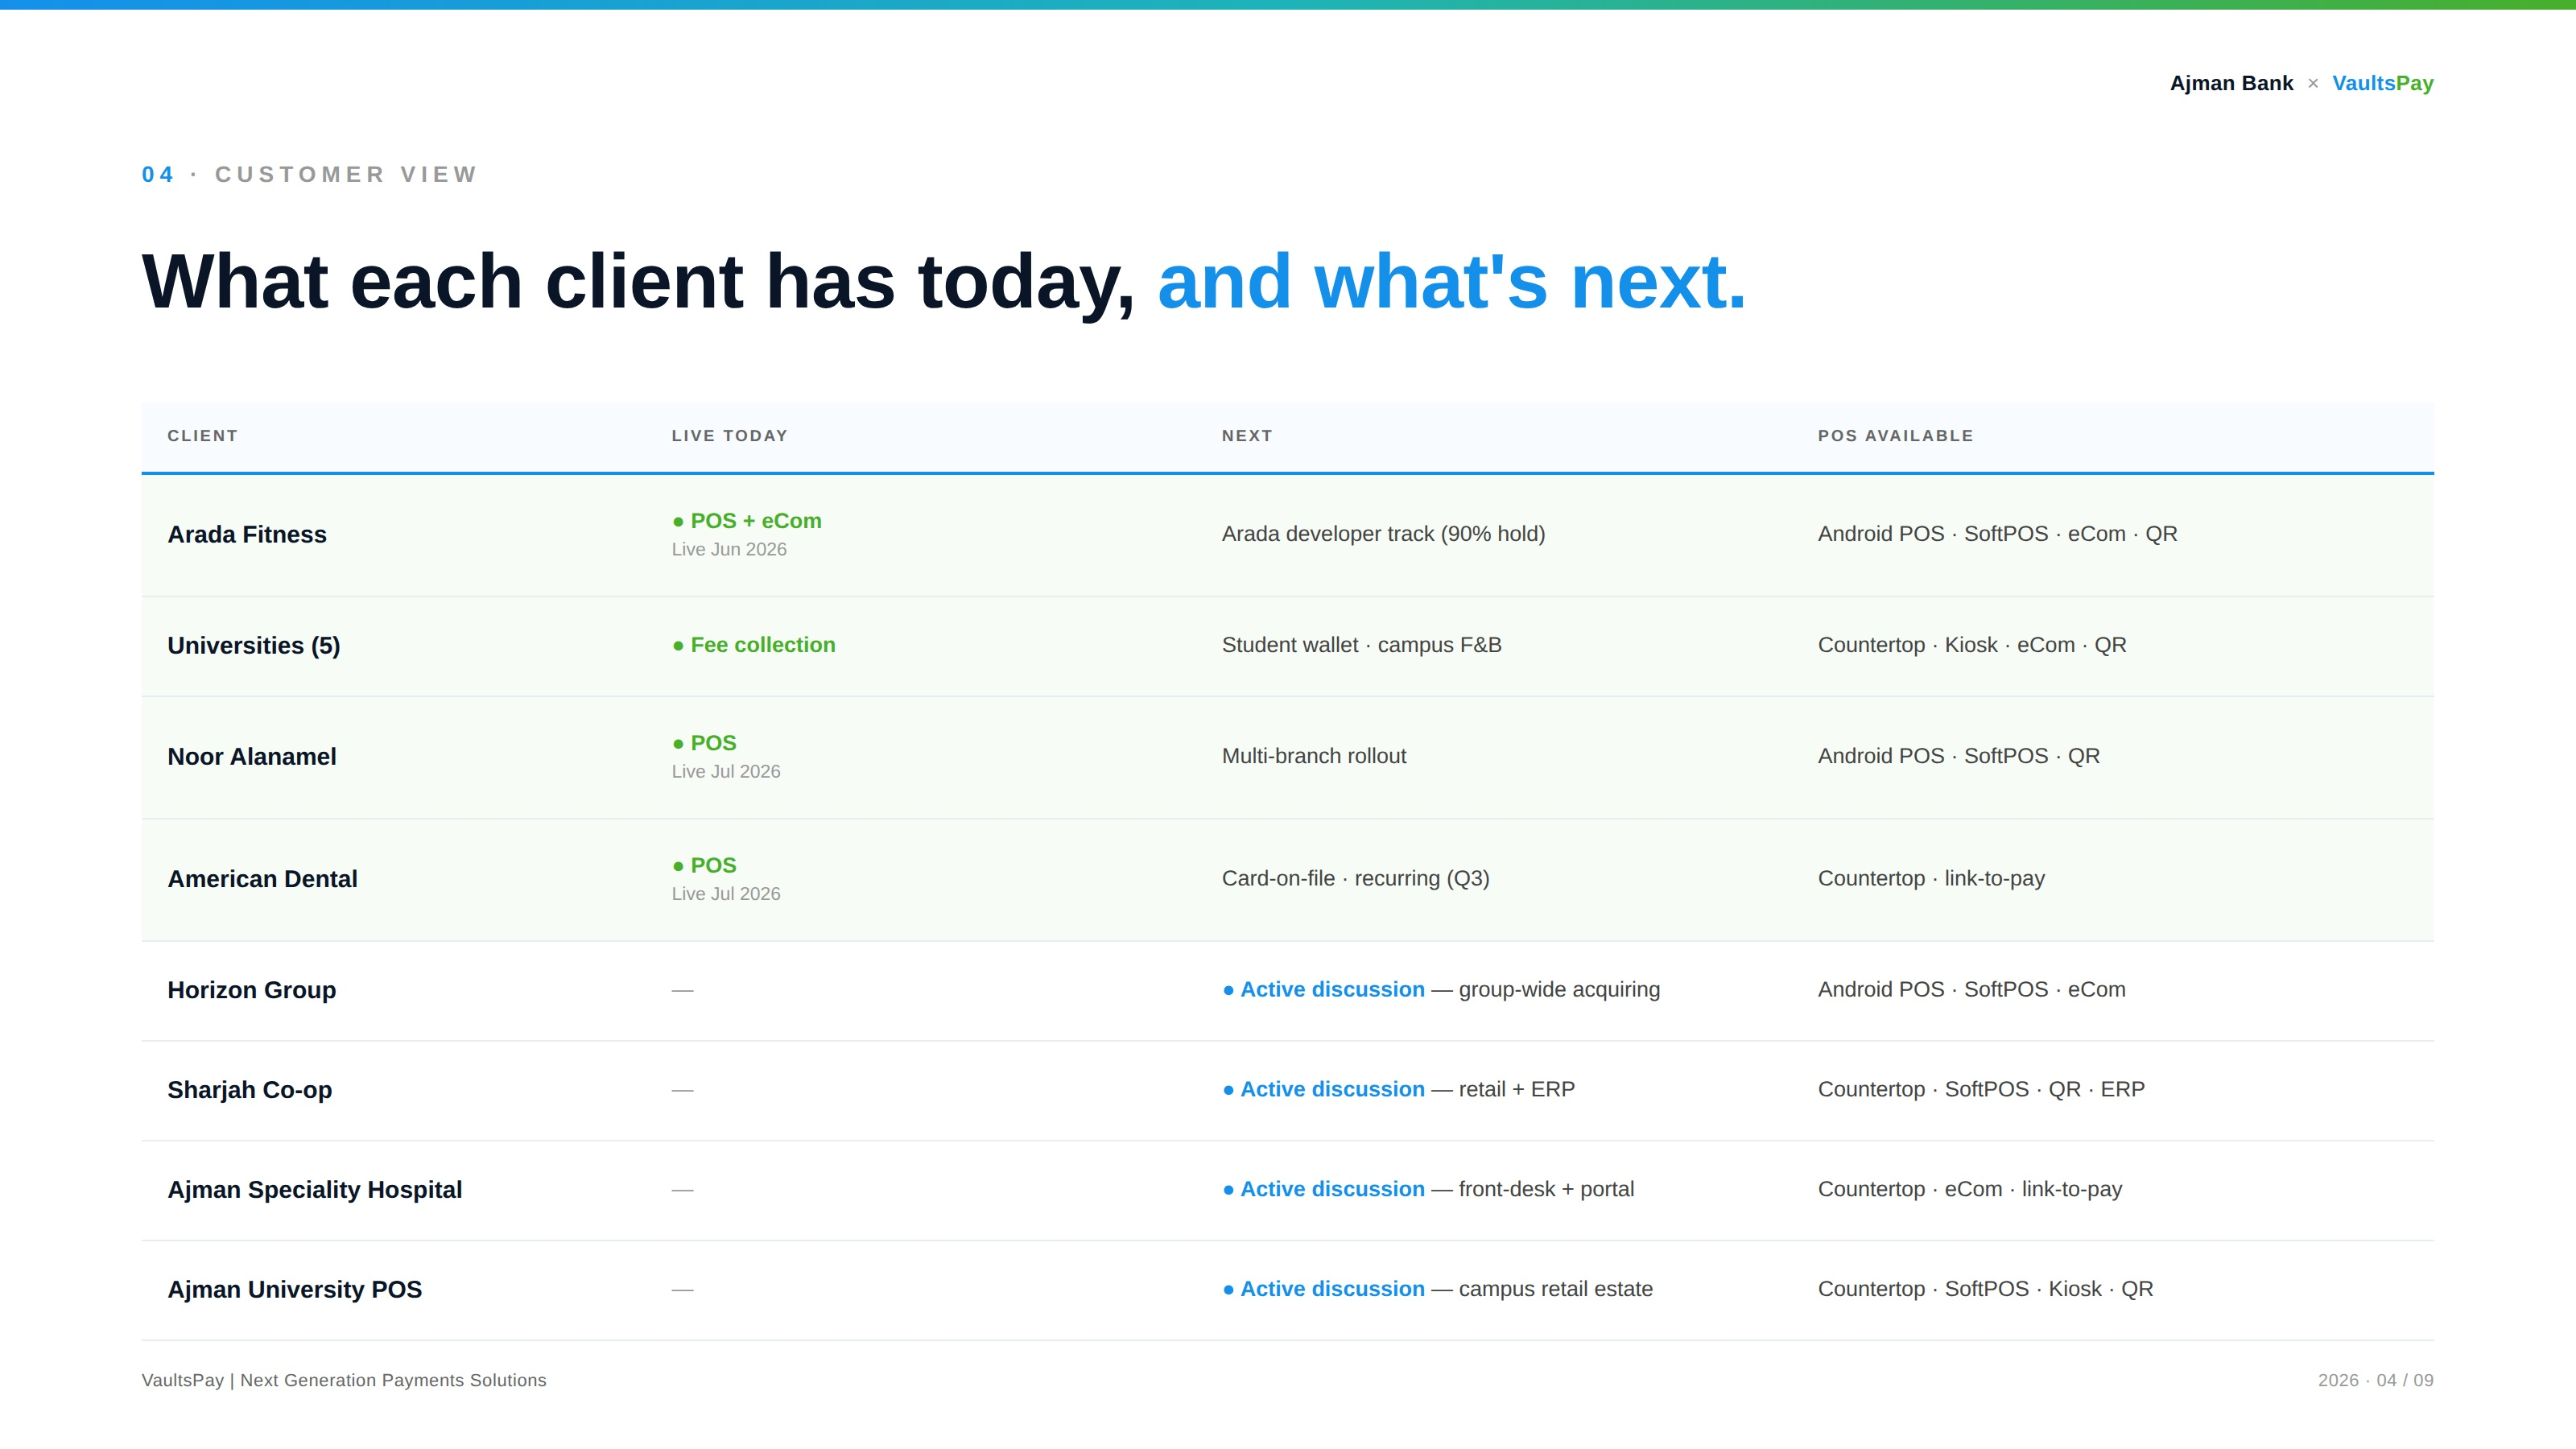 Ajman Bank × VaultsPay
04 · CUSTOMER VIEW
What each client has today, and what's next.
CLIENT LIVE TODAY NEXT POS AVAILABLE
Arada Fitness ● POS + eCom Arada developer track (90% hold) Android POS · SoftPOS · eCom · QR
Live Jun 2026
Universities (5) ● Fee collection Student wallet · campus F&B Countertop · Kiosk · eCom · QR
Noor Alanamel ● POS Multi-branch rollout Android POS · SoftPOS · QR
Live Jul 2026
American Dental ● POS Card-on-file · recurring (Q3) Countertop · link-to-pay
Live Jul 2026
Horizon Group — ● Active discussion — group-wide acquiring Android POS · SoftPOS · eCom
Sharjah Co-op — ● Active discussion — retail + ERP Countertop · SoftPOS · QR · ERP
Ajman Speciality Hospital — ● Active discussion — front-desk + portal Countertop · eCom · link-to-pay
Ajman University POS — ● Active discussion — campus retail estate Countertop · SoftPOS · Kiosk · QR
VaultsPay | Next Generation Payments Solutions 2026 · 04 / 09